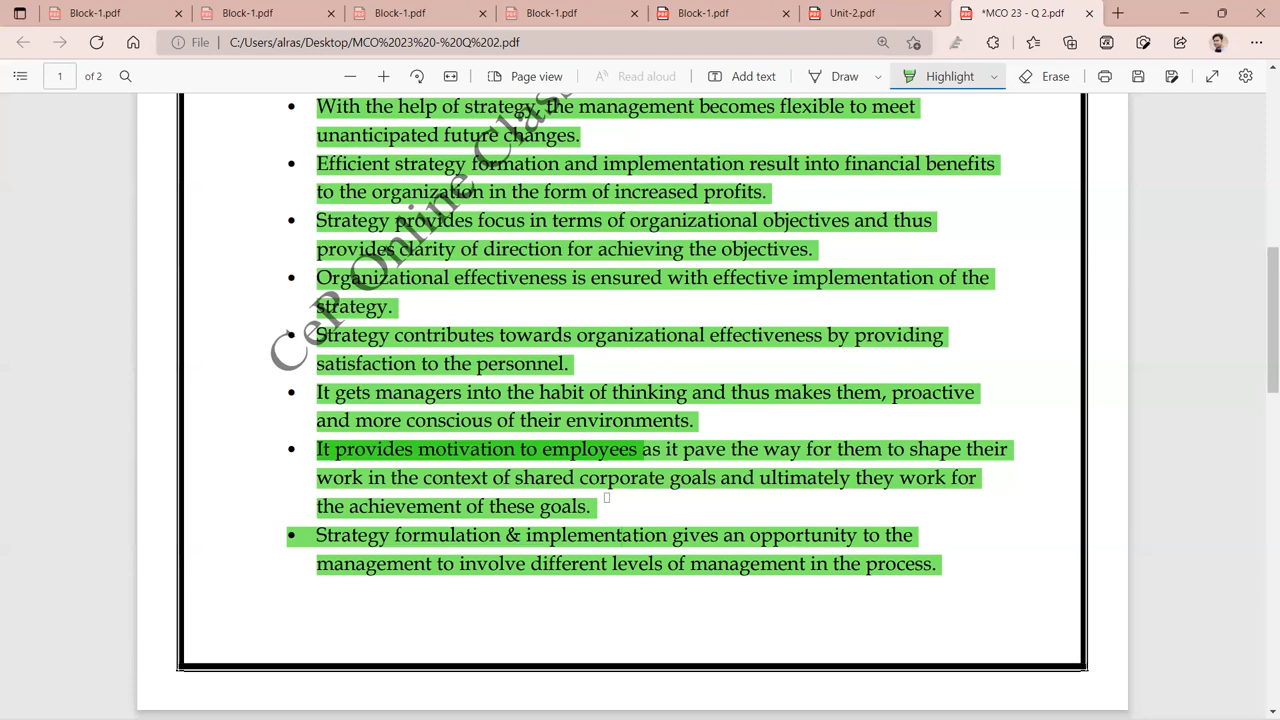 Block-1.pdf
Block-1.pdf
Block-1.pdf
Block-1.pdf
Block-1.pdf
Unit-2.pdf
*MCO 23 - Q 2.pdf
File
C:/Users/alras/Desktop/MCO%2023%20-%20Q%202.pdf
1 of 2
Page view
Read aloud
Add text
Draw
Highlight
Erase
• With the help of strategy, the management becomes flexible to meet
unanticipated future changes.
• Efficient strategy formation and implementation result into financial benefits
to the organization in the form of increased profits.
• Strategy provides focus in terms of organizational objectives and thus
provides clarity of direction for achieving the objectives.
• Organizational effectiveness is ensured with effective implementation of the
strategy.
• Strategy contributes towards organizational effectiveness by providing
satisfaction to the personnel.
• It gets managers into the habit of thinking and thus makes them, proactive
and more conscious of their environments.
• It provides motivation to employees as it pave the way for them to shape their
work in the context of shared corporate goals and ultimately they work for
the achievement of these goals.
• Strategy formulation & implementation gives an opportunity to the
management to involve different levels of management in the process.
CeP Online Clas